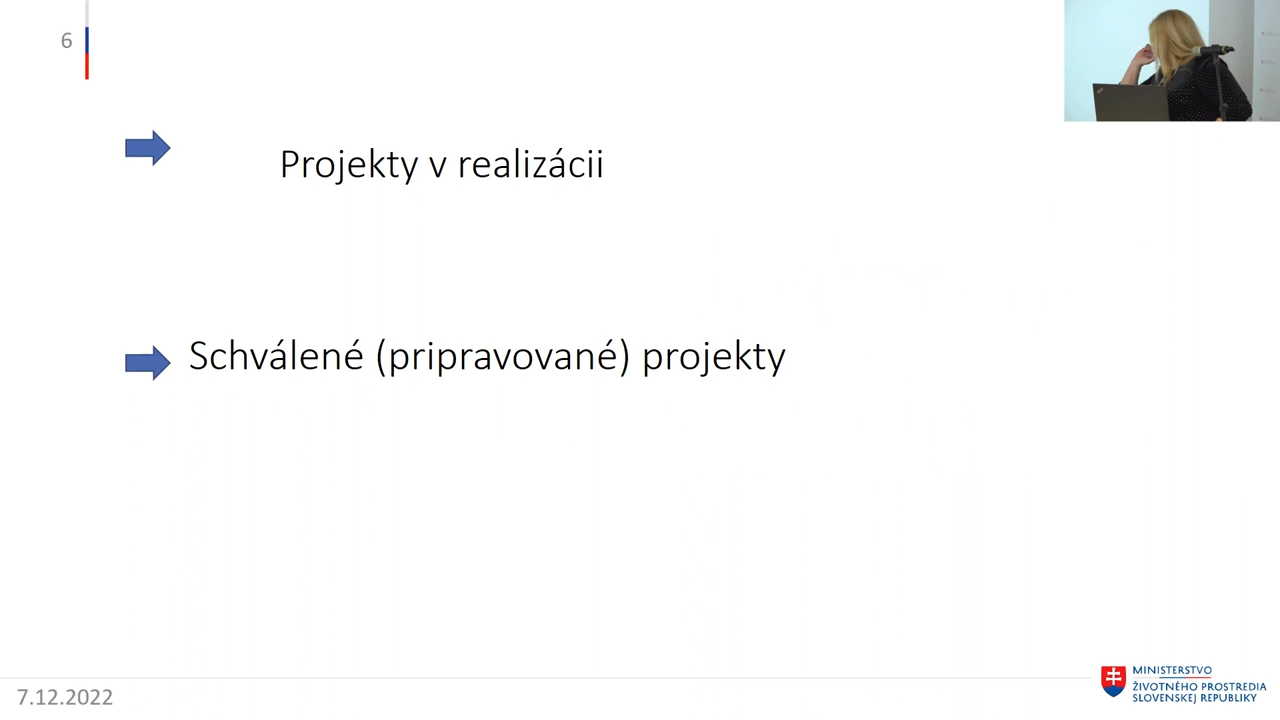 6
Projekty v realizácii
Schválené (pripravované) projekty
7.12.2022
MINISTERSTVO
ŽIVOTNÉHO PROSTREDIA
SLOVENSKEJ REPUBLIKY